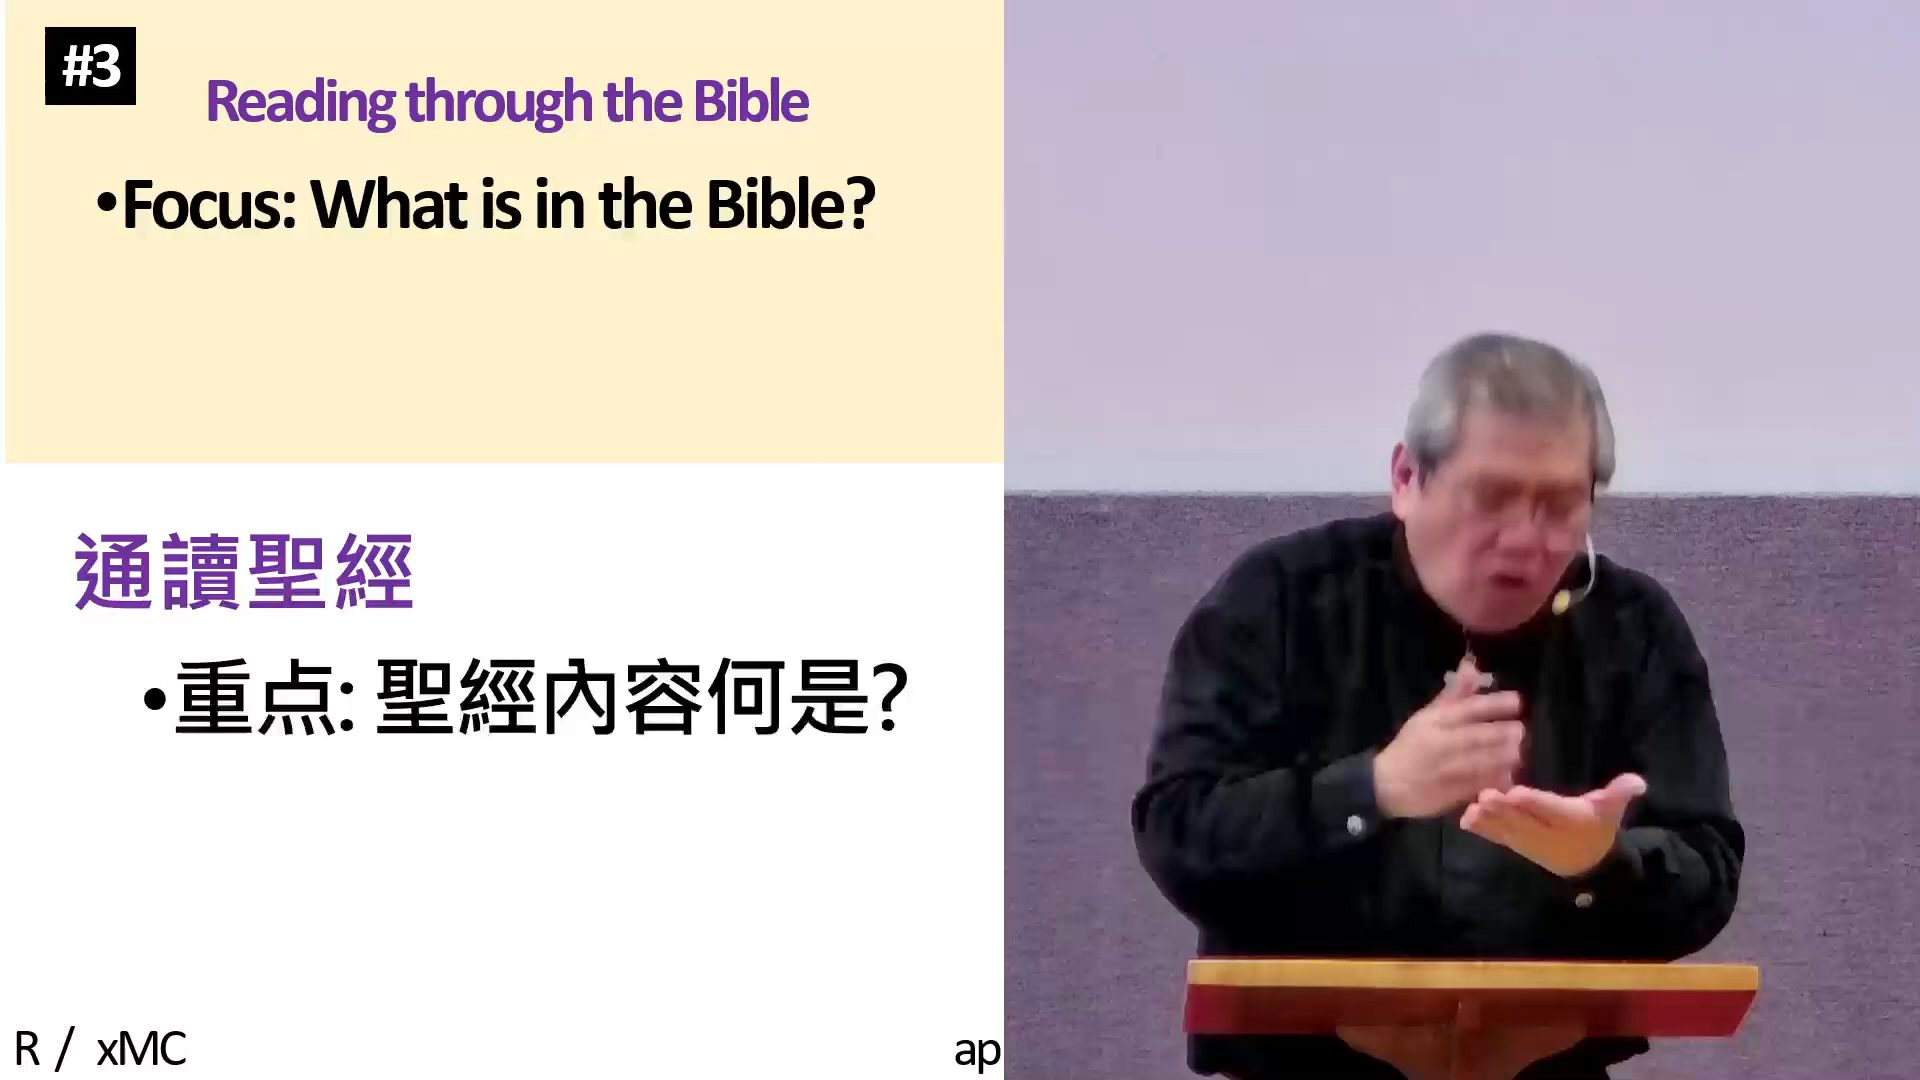 #3
Reading through the Bible
•Focus: What is in the Bible?
通讀聖經
•重点: 聖經內容何是?
R / xMC
ap